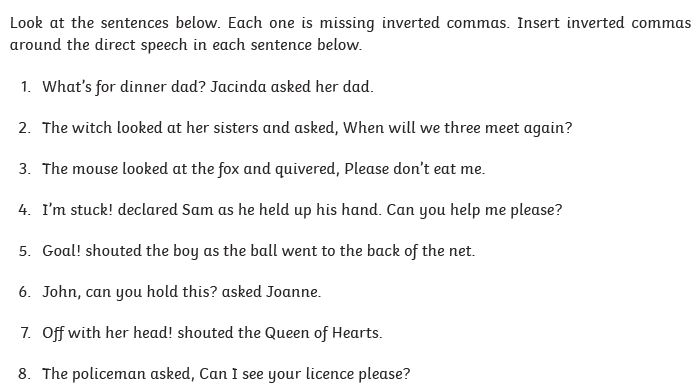 Look at the sentences below. Each one is missing inverted commas. Insert inverted commas
around the direct speech in each sentence below.
1. What's for dinner dad? Jacinda asked her dad.
2. The witch looked at her sisters and asked, When will we three meet again?
3. The mouse looked at the fox and quivered, Please don't eat me.
4. I'm stuck! declared Sam as he held up his hand. Can you help me please?
5. Goal! shouted the boy as the ball went to the back of the net.
6. John, can you hold this? asked Joanne.
7. Off with her head! shouted the Queen of Hearts.
8. The policeman asked, Can I see your licence please?